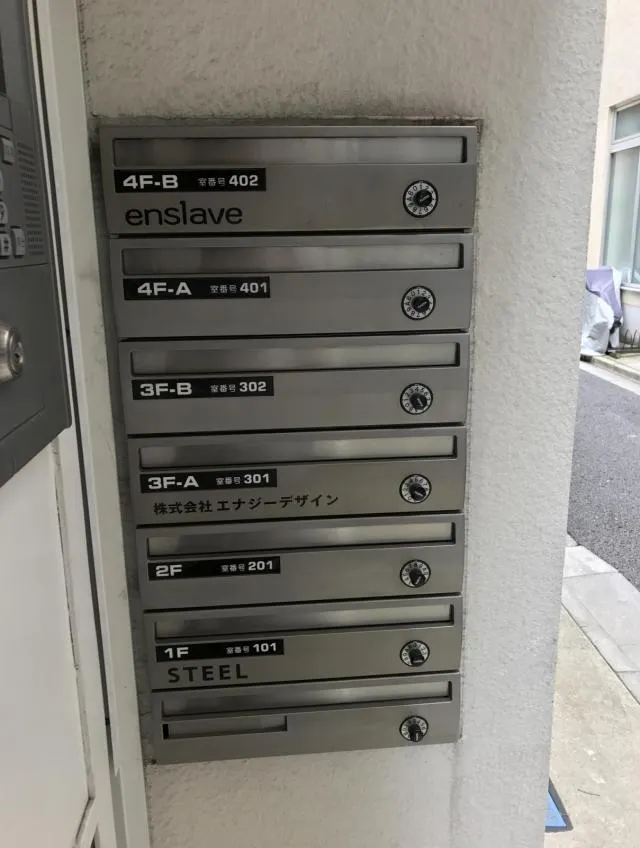 4F-B 室番号 402
enslave
4F-A 室番号 401
3F-B 室番号 302
3F-A 室番号 301
株式会社 エナジーデザイン
2F 室番号 201
1F 室番号 101
STEEL